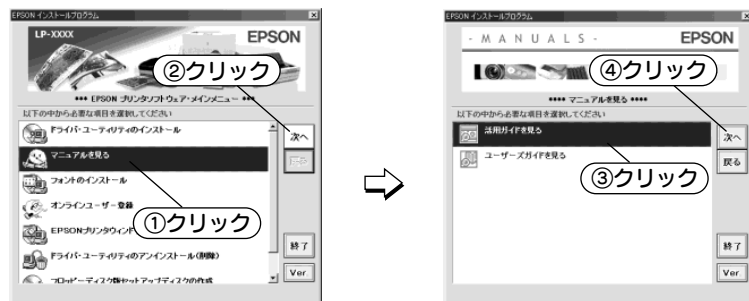 EPSON インストールプログラム
LP-XXXX
EPSON
②クリック
*** EPSON プリンタソフトウェア・メインメニュー ***
以下の中から必要な項目を選択してください
ドライバ・ユーティリティのインストール
マニュアルを見る
フォントのインストール
オンラインユーザー登録
①クリック
EPSONプリンタウィンド
ドライバ・ユーティリティのアンインストール(削除)
フロッピーディスク版セットアップディスクの作成
次へ
戻る
終了
Ver.
EPSON インストールプログラム
- MANUALS -
EPSON
④クリック
**** マニュアルを見る ****
以下の中から必要な項目を選択してください
活用ガイドを見る
ユーザーズガイドを見る
③クリック
次へ
戻る
終了
Ver.